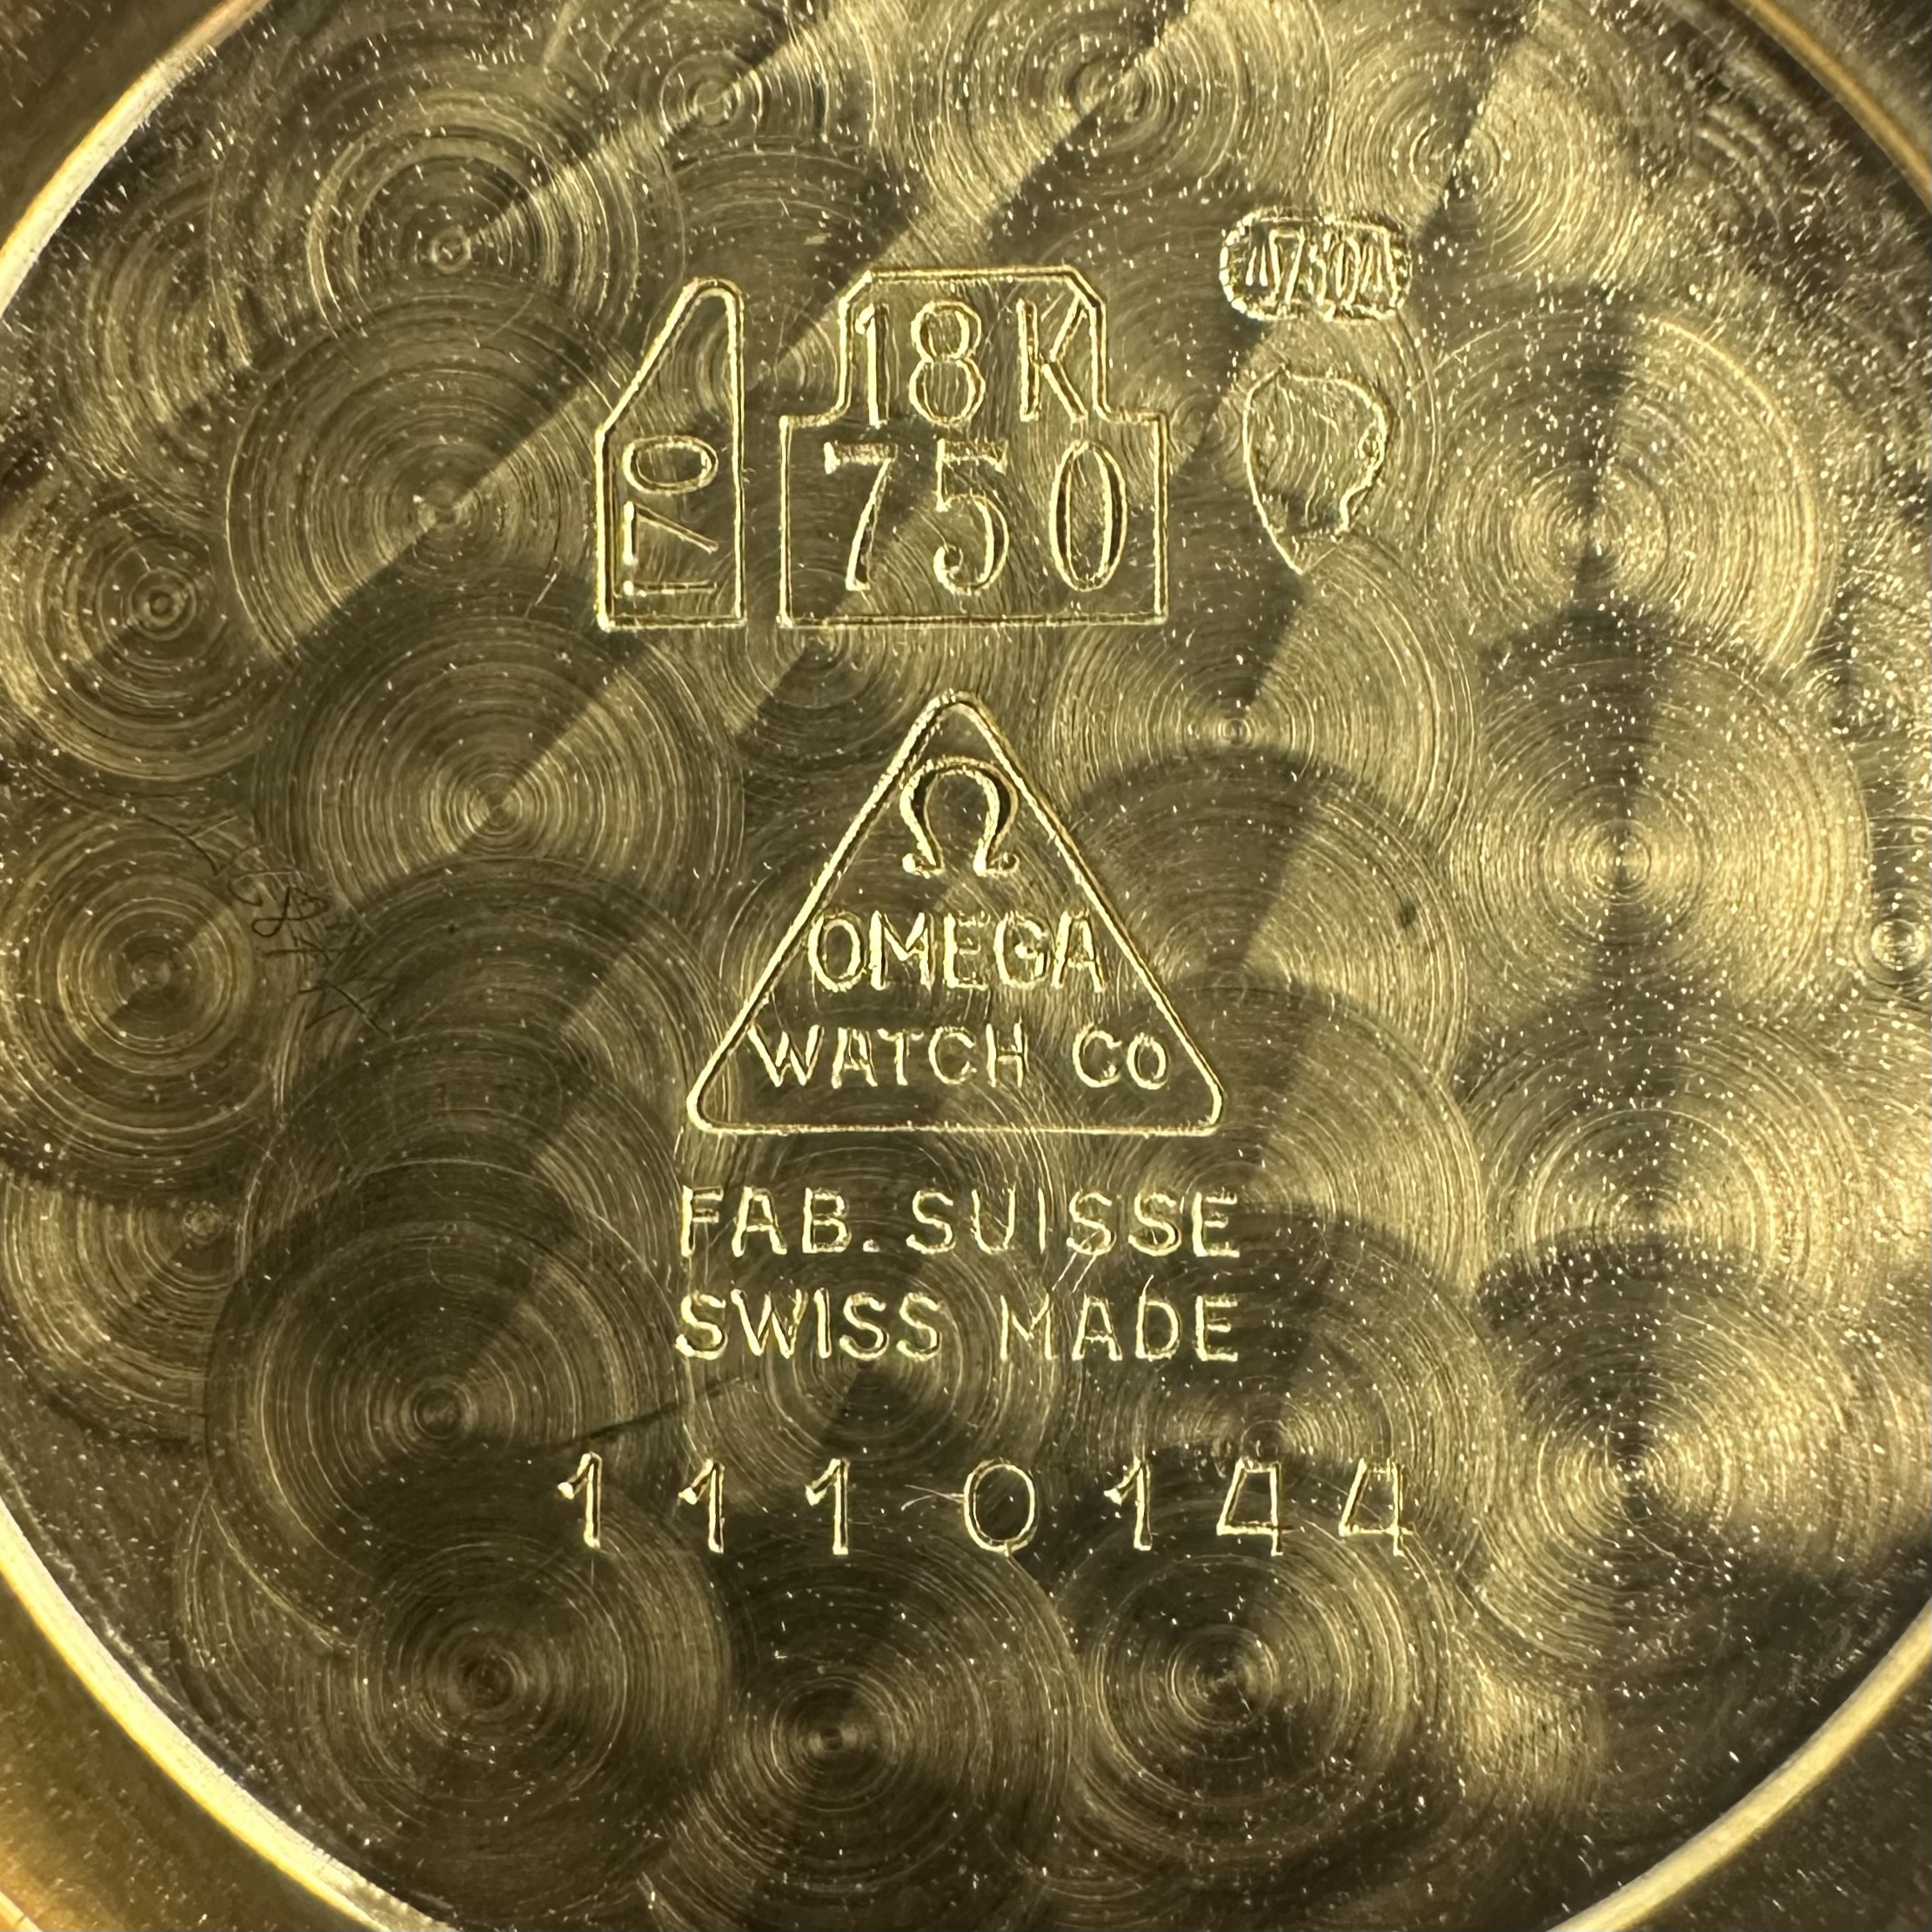 170
18K
750
Ω
OMEGA
WATCH CO
FAB. SUISSE
SWISS MADE
1110144